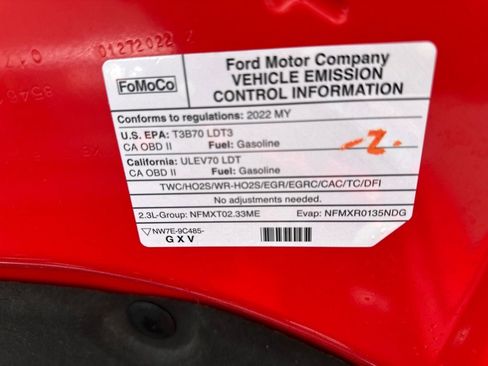 01272022
FoMoCo
Ford Motor Company
VEHICLE EMISSION
CONTROL INFORMATION
Conforms to regulations: 2022 MY
U.S. EPA: T3B70 LDT3
CA OBD II Fuel: Gasoline
-2.
California: ULEV70 LDT
CA OBD II Fuel: Gasoline
TWC/HO2S/WR-HO2S/EGR/EGRC/CAC/TC/DFI
No adjustments needed.
2.3L-Group: NFMXT02.33ME Evap: NFMXR0135NDG
NW7E-9C485-
G X V